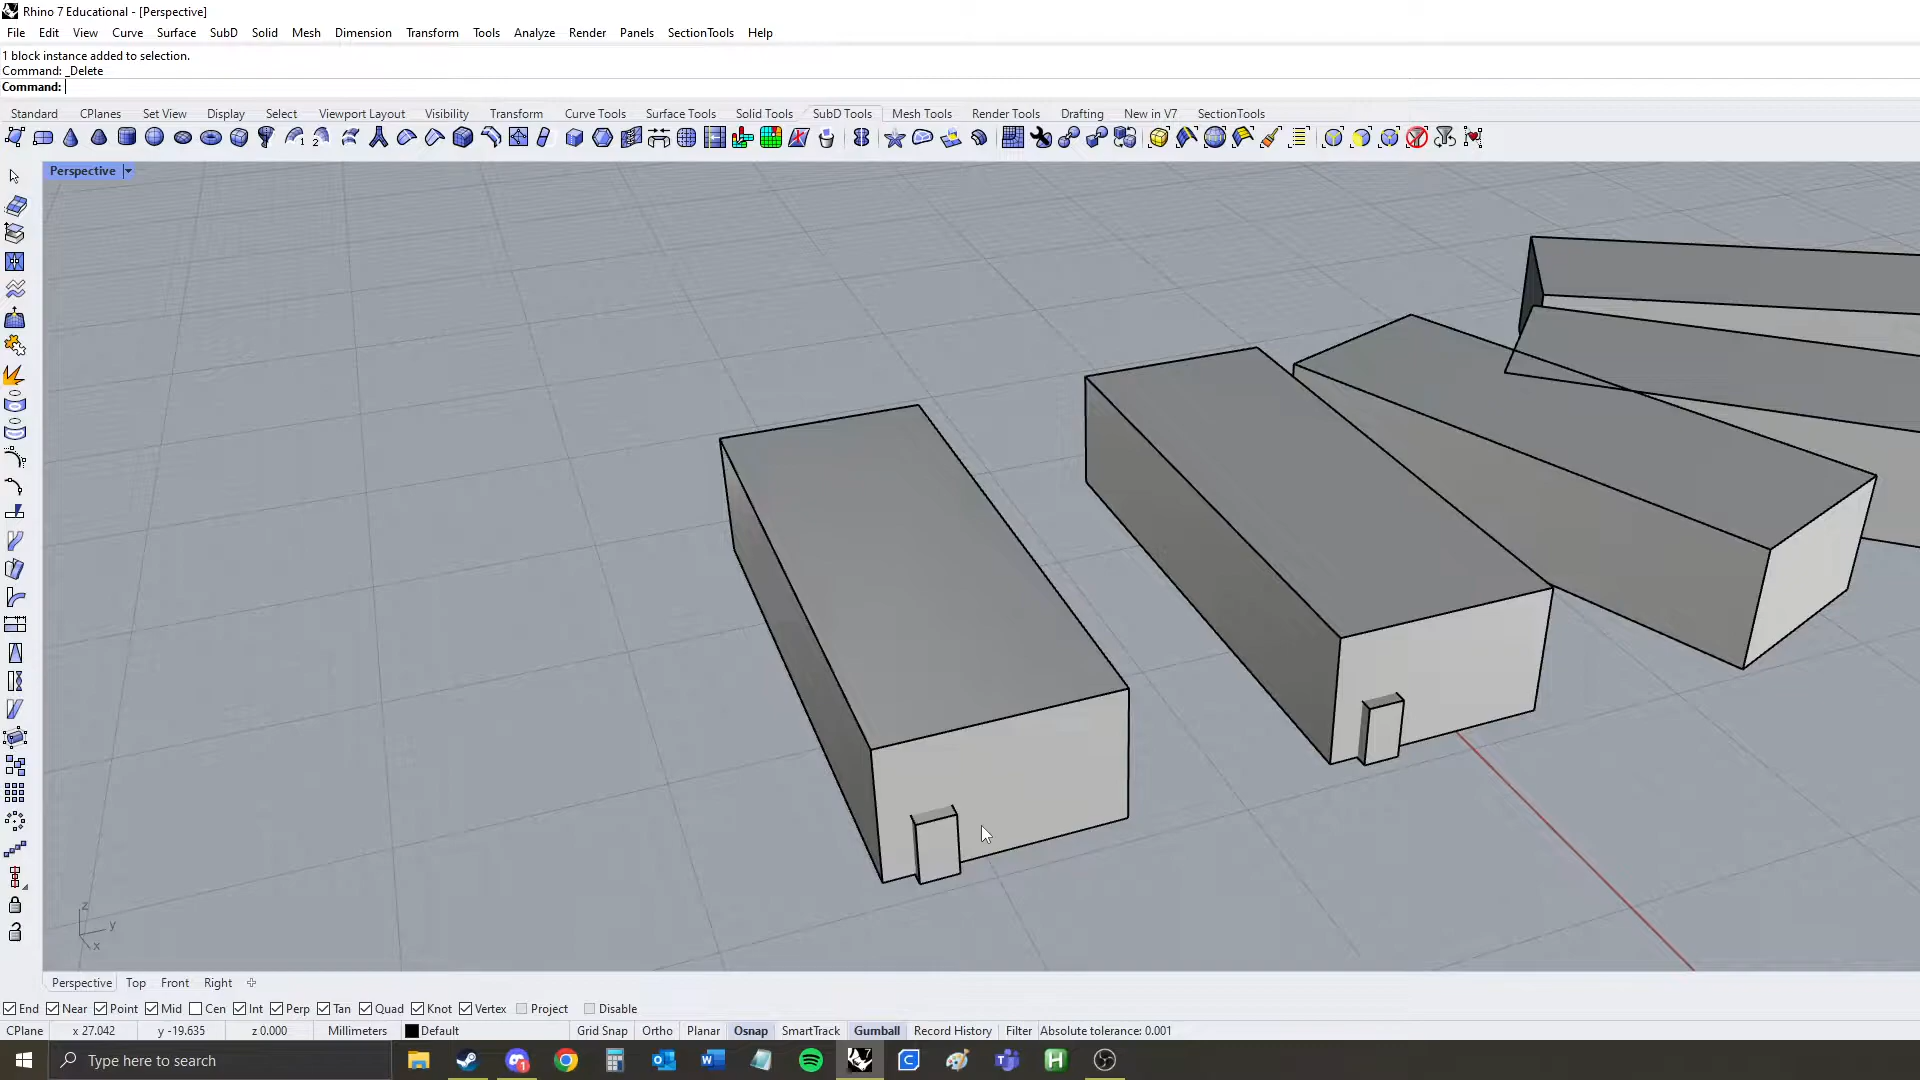 Rhino 7 Educational - [Perspective]
File Edit View Curve Surface SubD Solid Mesh Dimension Transform Tools Analyze Render Panels SectionTools Help
1 block instance added to selection.
Command: _Delete
Command:
Standard CPlanes Set View Display Select Viewport Layout Visibility Transform Curve Tools Surface Tools Solid Tools SubD Tools Mesh Tools Render Tools Drafting New in V7 SectionTools
Perspective
z
y
x
Perspective Top Front Right
End Near Point Mid Cen Int Perp Tan Quad Knot Vertex Project Disable
CPlane x 27.042 y -19.635 z 0.000 Millimeters Default Grid Snap Ortho Planar Osnap SmartTrack Gumball Record History Filter Absolute tolerance: 0.001
Type here to search